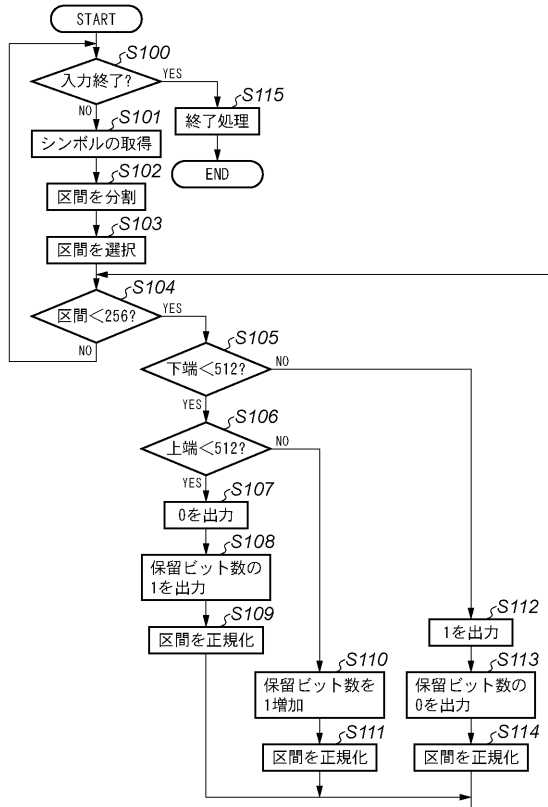 START
S100
入力終了?
YES
NO
S115
終了処理
END
S101
シンボルの取得
S102
区間を分割
S103
区間を選択
S104
区間<256?
YES
NO
S105
下端<512?
NO
YES
S106
上端<512?
NO
YES
S107
0を出力
S108
保留ビット数の
1を出力
S109
区間を正規化
S110
保留ビット数を
1増加
S111
区間を正規化
S112
1を出力
S113
保留ビット数の
0を出力
S114
区間を正規化